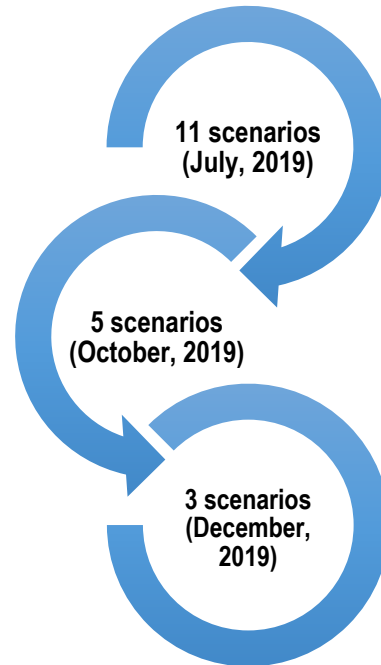 11 scenarios
(July, 2019)
5 scenarios
(October, 2019)
3 scenarios
(December,
2019)